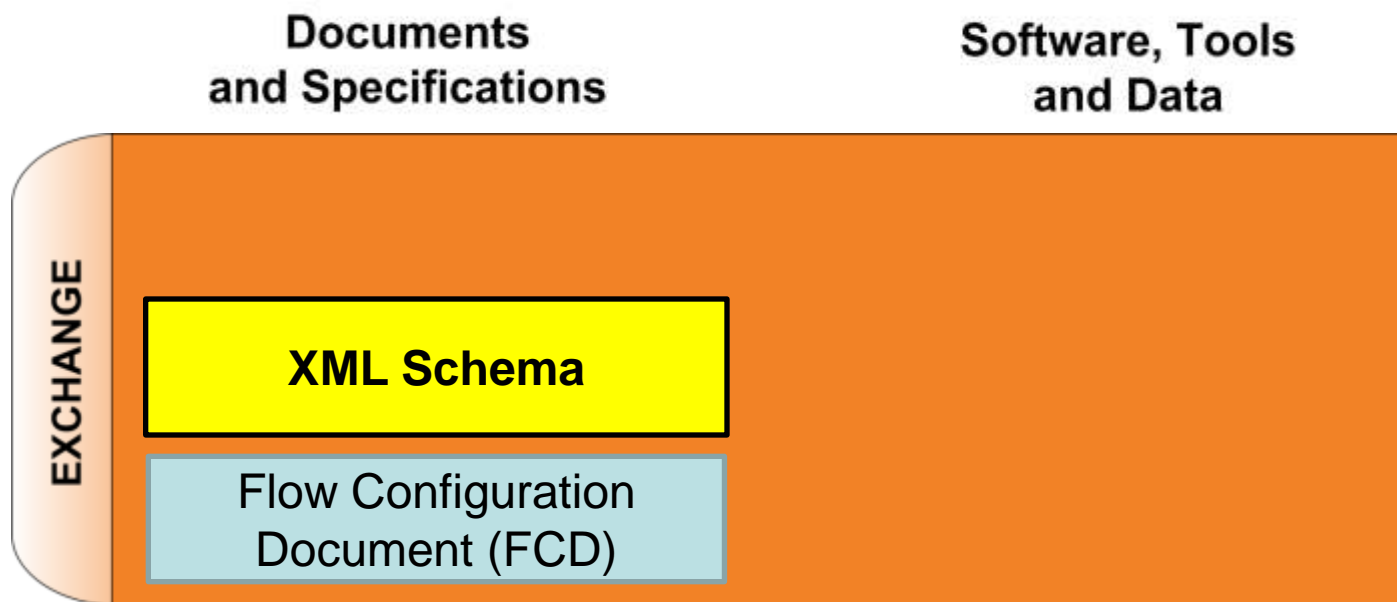 Documents
and Specifications
Software, Tools
and Data
EXCHANGE
XML Schema
Flow Configuration
Document (FCD)